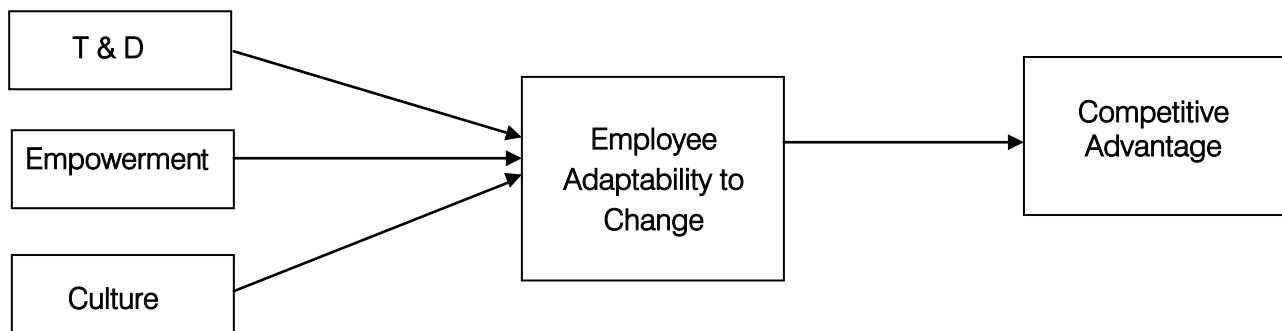 T & D
Empowerment
Culture
Employee
Adaptability to
Change
Competitive
Advantage